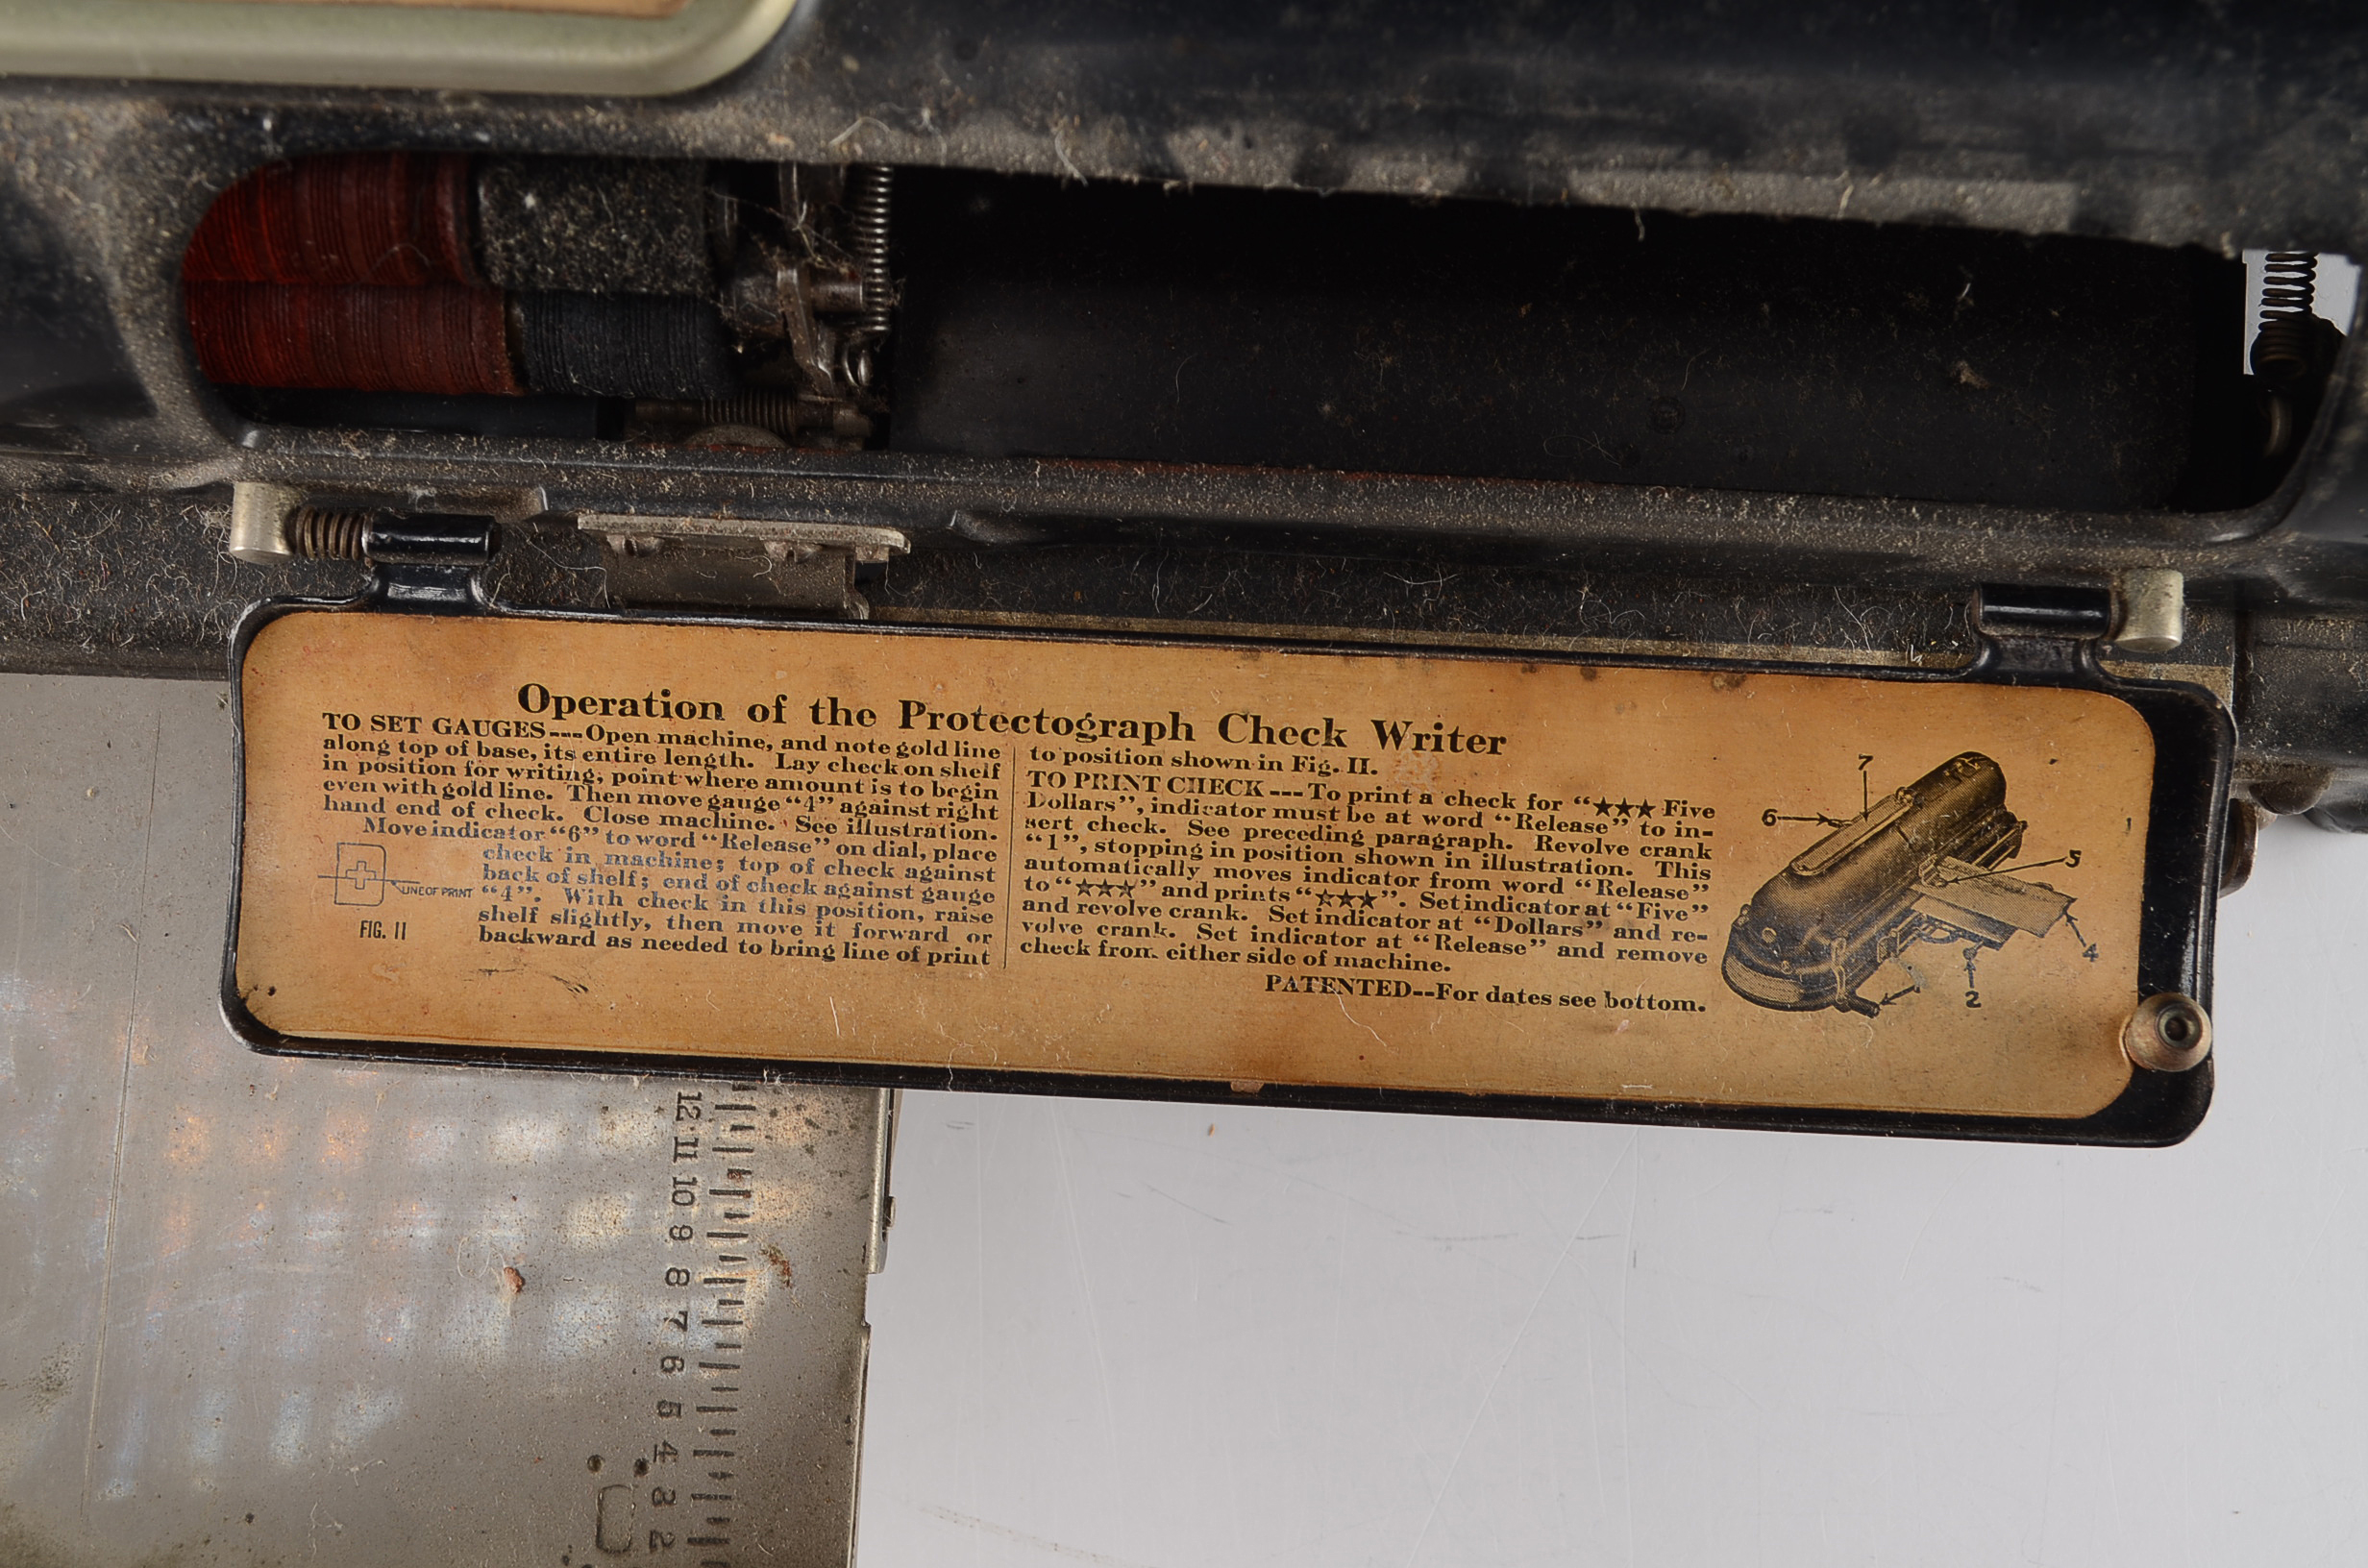 Operation of the Protectograph Check Writer
TO SET GAUGES---Open machine, and note gold line
along top of base, its entire length. Lay check on shelf
in position for writing, point where amount is to begin
even with gold line. Then move gauge “4” against right
hand end of check. Close machine. See illustration.
Move indicator “6” to word “Release” on dial, place
check in machine; top of check against
back of shelf; end of check against gauge
“4”. With check in this position, raise
shelf slightly, then move it forward or
backward as needed to bring line of print
LINE OF PRINT
FIG. II
to position shown in Fig. II.
TO PRINT CHECK---To print a check for “★★★ Five
Dollars”, indicator must be at word “Release” to in-
sert check. See preceding paragraph. Revolve crank
“1”, stopping in position shown in illustration. This
automatically moves indicator from word “Release”
to “★★★” and prints “★★★”. Set indicator at “Five”
and revolve crank. Set indicator at “Dollars” and re-
volve crank. Set indicator at “Release” and remove
check from either side of machine.
PATENTED--For dates see bottom.
7
6
5
4
2
12 11 10 9 8 7 6 5 4 3 2